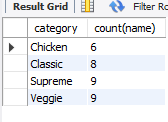 Result Grid Filter Ro
category count(name)
Chicken 6
Classic 8
Supreme 9
Veggie 9